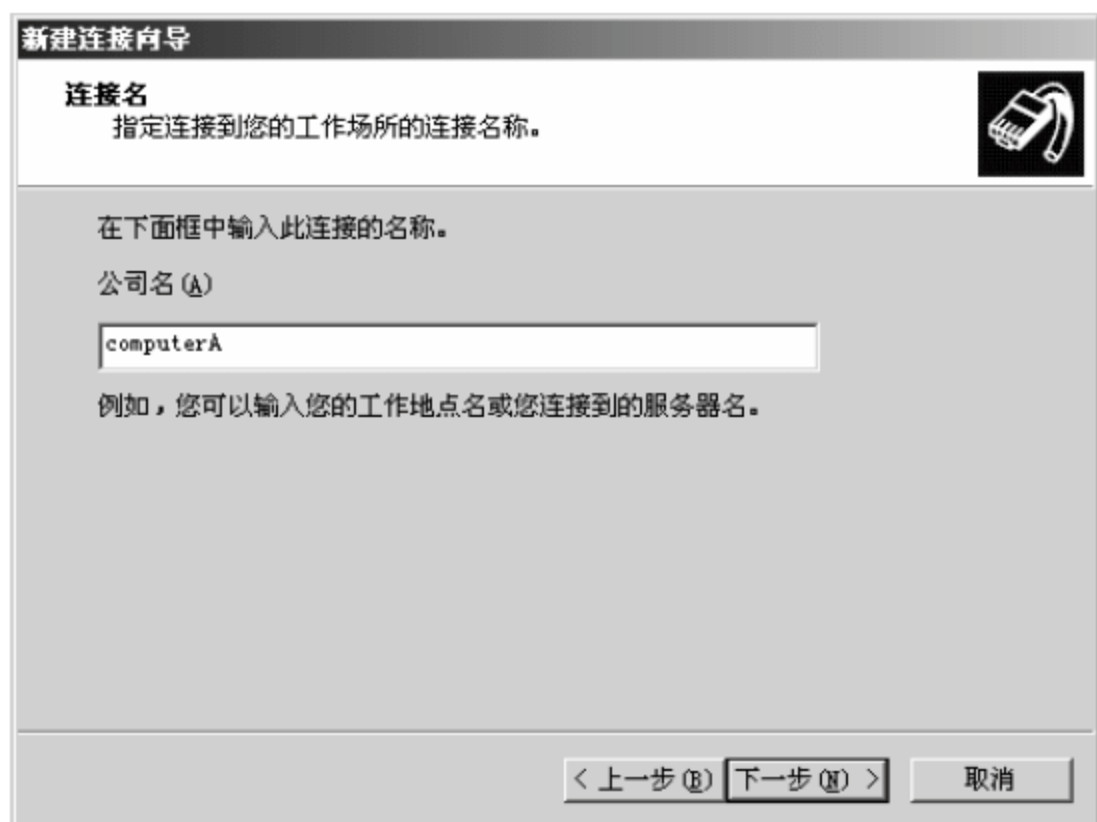 新建连接向导
连接名
指定连接到您的工作场所的连接名称。
在下面框中输入此连接的名称。
公司名(A)
computerA
例如，您可以输入您的工作地点名或您连接到的服务器名。
< 上一步(B) 下一步(N) > 取消